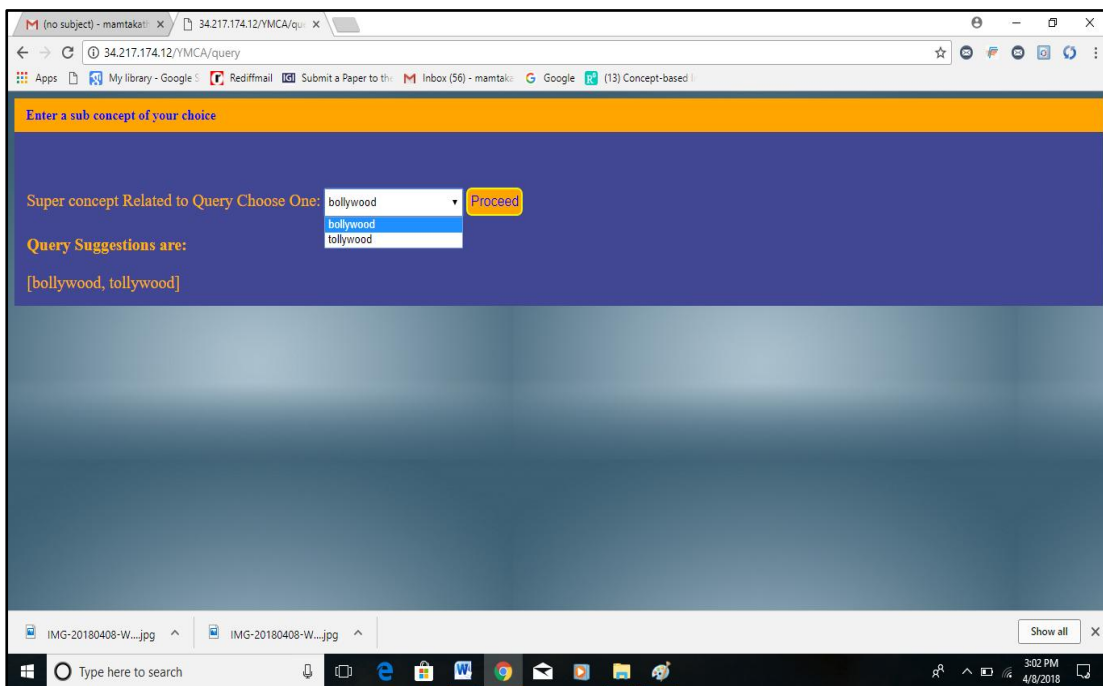 (no subject) - mamtakath
34.217.174.12/YMCA/qu
34.217.174.12/YMCA/query
Apps My library - Google S Rediffmail IGI Submit a Paper to the Inbox (56) - mamtaka Google (13) Concept-based
Enter a sub concept of your choice
Super concept Related to Query Choose One: bollywood Proceed
bollywood
tollywood
Query Suggestions are:
[bollywood, tollywood]
IMG-20180408-W....jpg IMG-20180408-W....jpg Show all
Type here to search
3:02 PM
4/8/2018